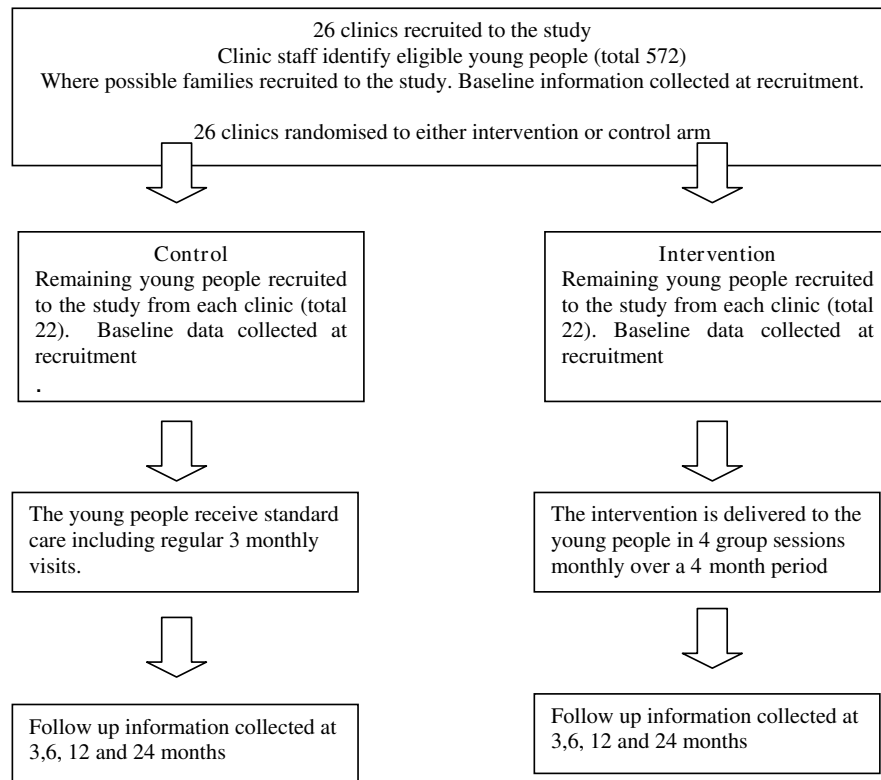 26 clinics recruited to the study
Clinic staff identify eligible young people (total 572)
Where possible families recruited to the study. Baseline information collected at recruitment.
26 clinics randomised to either intervention or control arm
Control
Remaining young people recruited
to the study from each clinic (total
22). Baseline data collected at
recruitment
.
Intervention
Remaining young people recruited
to the study from each clinic (total
22). Baseline data collected at
recruitment
The young people receive standard
care including regular 3 monthly
visits.
The intervention is delivered to the
young people in 4 group sessions
monthly over a 4 month period
Follow up information collected at
3,6, 12 and 24 months
Follow up information collected at
3,6, 12 and 24 months